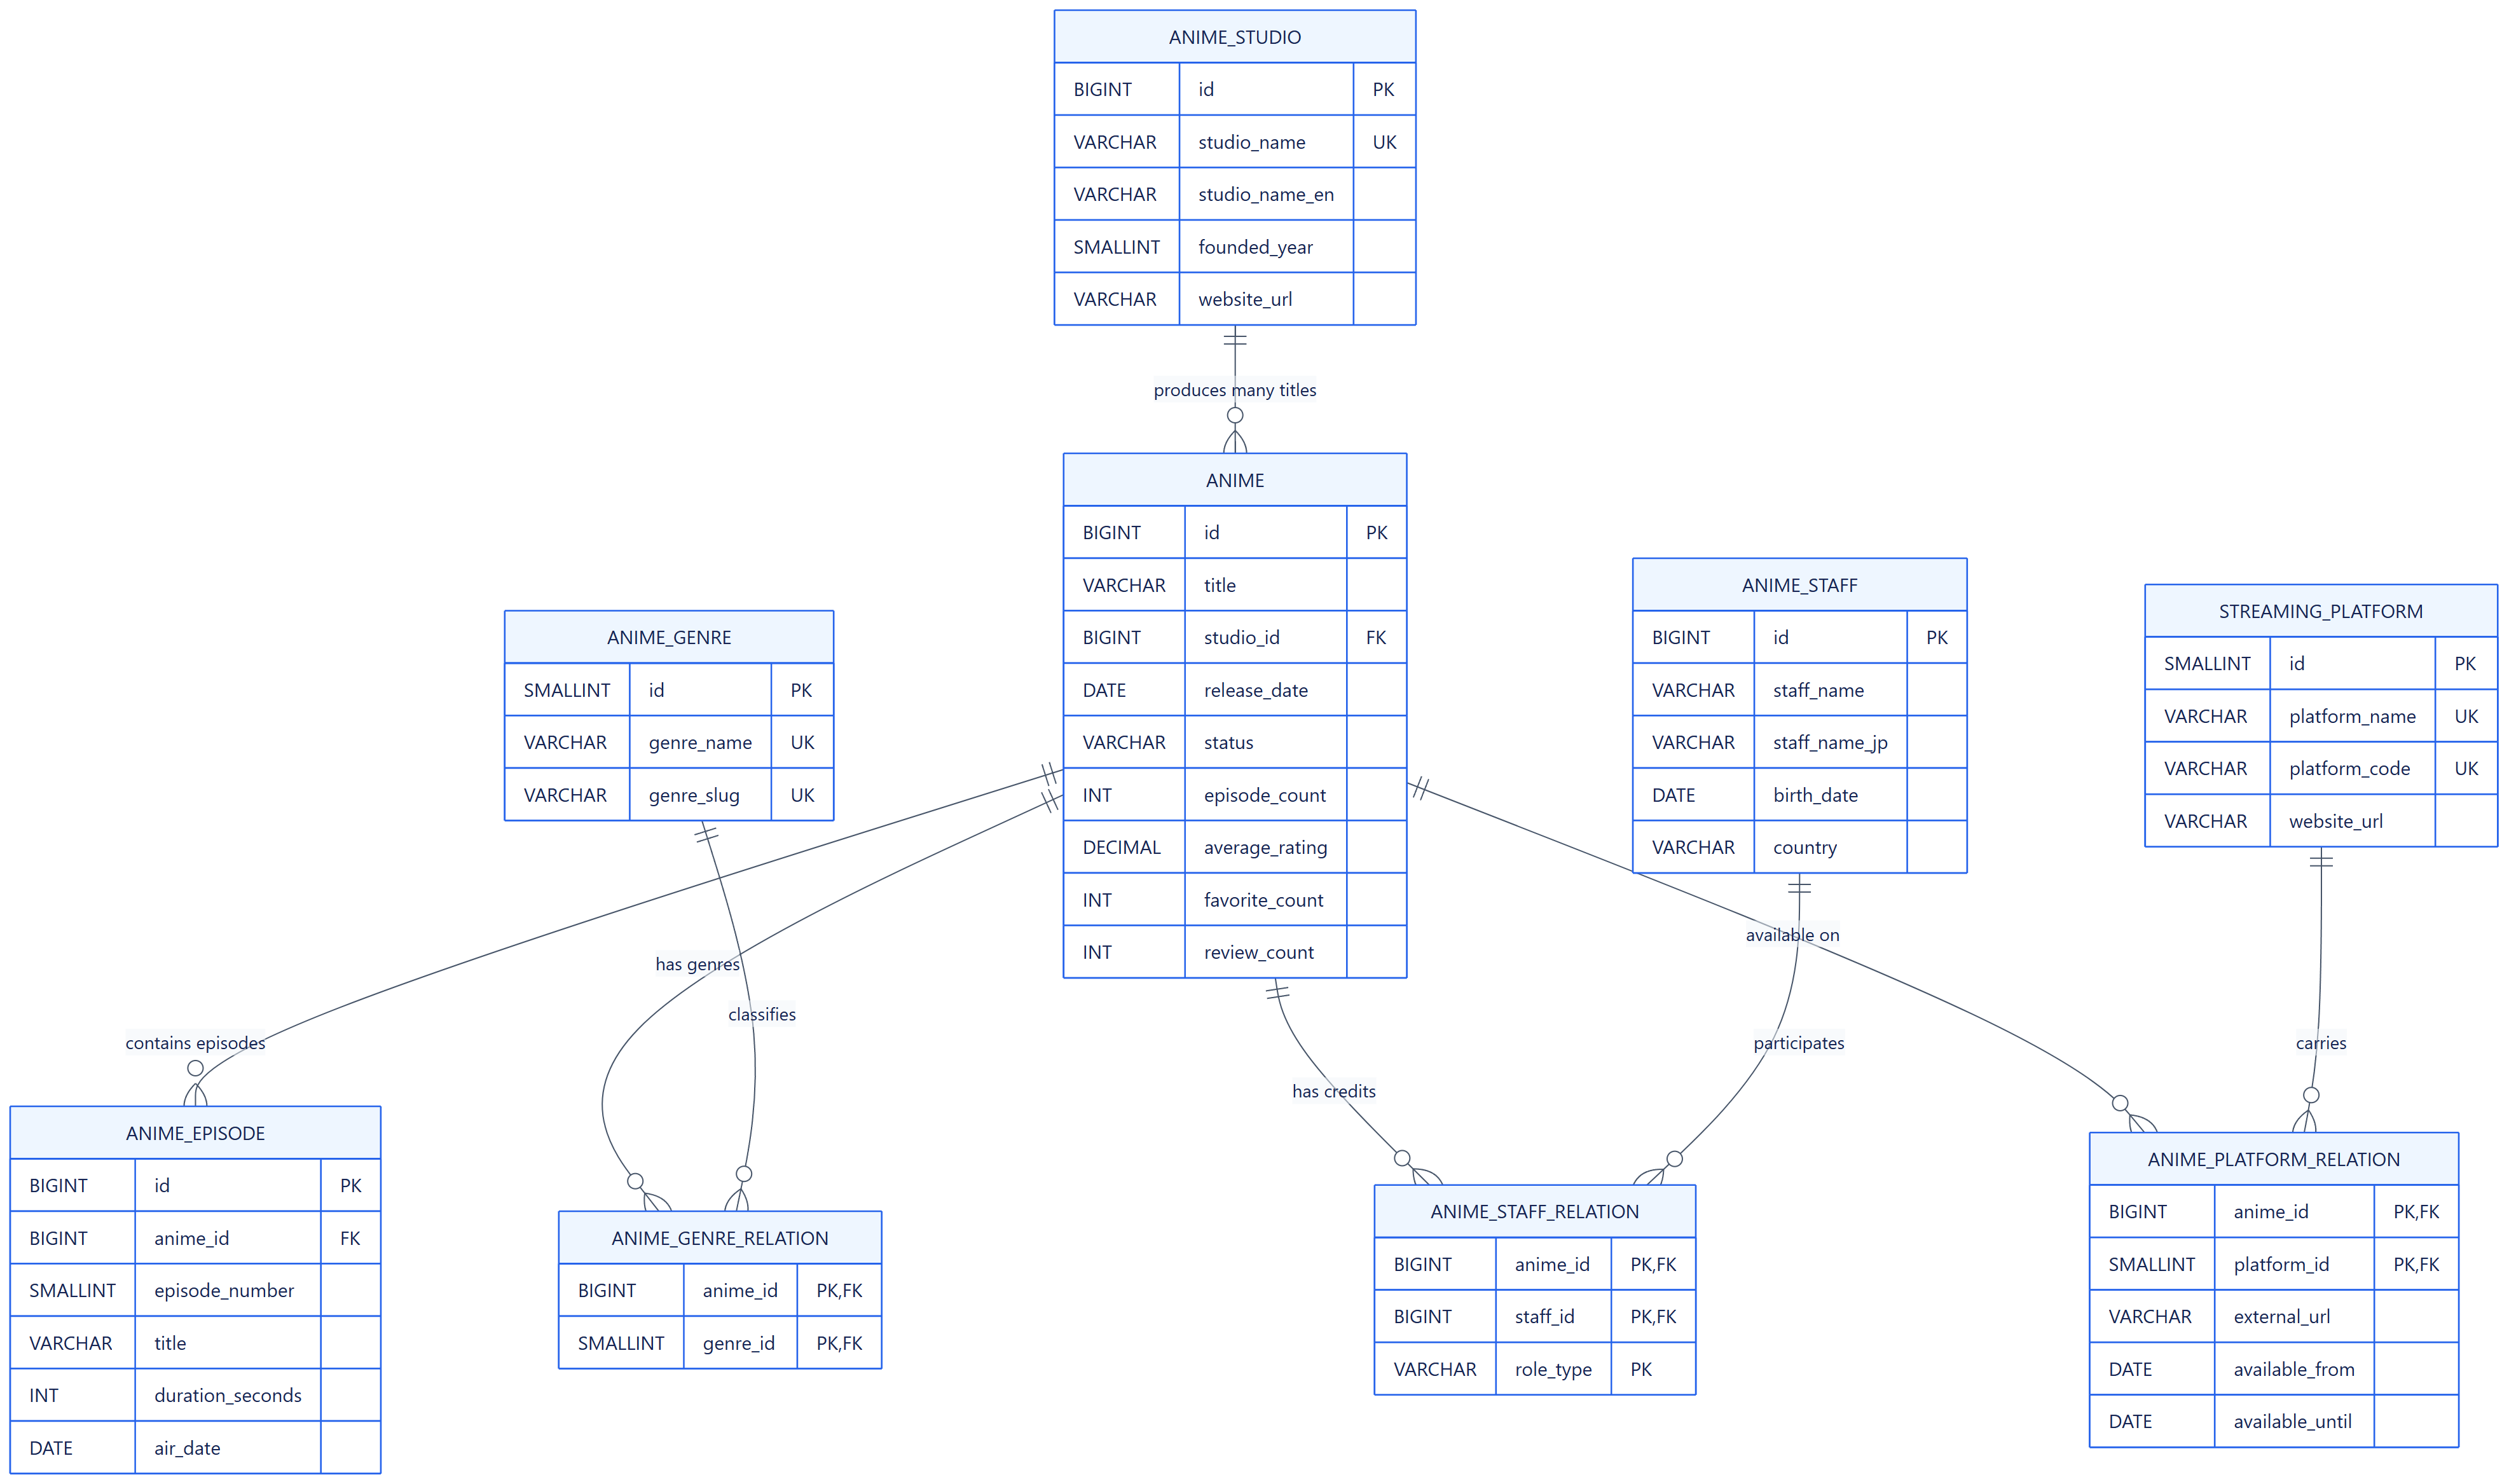 ANIME_STUDIO
BIGINT id PK
VARCHAR studio_name UK
VARCHAR studio_name_en
SMALLINT founded_year
VARCHAR website_url
produces many titles
ANIME
BIGINT id PK
VARCHAR title
BIGINT studio_id FK
DATE release_date
VARCHAR status
INT episode_count
DECIMAL average_rating
INT favorite_count
INT review_count
ANIME_GENRE
SMALLINT id PK
VARCHAR genre_name UK
VARCHAR genre_slug UK
ANIME_STAFF
BIGINT id PK
VARCHAR staff_name
VARCHAR staff_name_jp
DATE birth_date
VARCHAR country
STREAMING_PLATFORM
SMALLINT id PK
VARCHAR platform_name UK
VARCHAR platform_code UK
VARCHAR website_url
contains episodes
has genres
classifies
has credits
available on
participates
carries
ANIME_EPISODE
BIGINT id PK
BIGINT anime_id FK
SMALLINT episode_number
VARCHAR title
INT duration_seconds
DATE air_date
ANIME_GENRE_RELATION
BIGINT anime_id PK,FK
SMALLINT genre_id PK,FK
ANIME_STAFF_RELATION
BIGINT anime_id PK,FK
BIGINT staff_id PK,FK
VARCHAR role_type PK
ANIME_PLATFORM_RELATION
BIGINT anime_id PK,FK
SMALLINT platform_id PK,FK
VARCHAR external_url
DATE available_from
DATE available_until